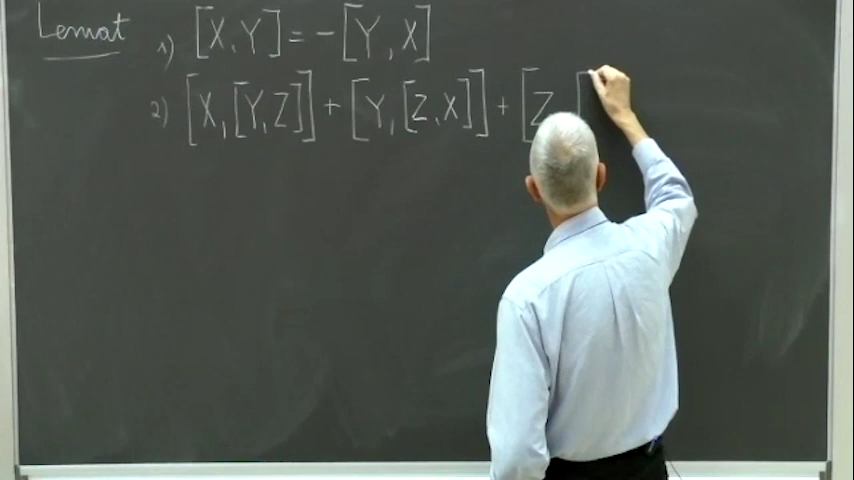 Lemat 1) [X, Y] = - [Y, X]
2) [X, [Y, Z]] + [Y, [Z, X]] + [Z [